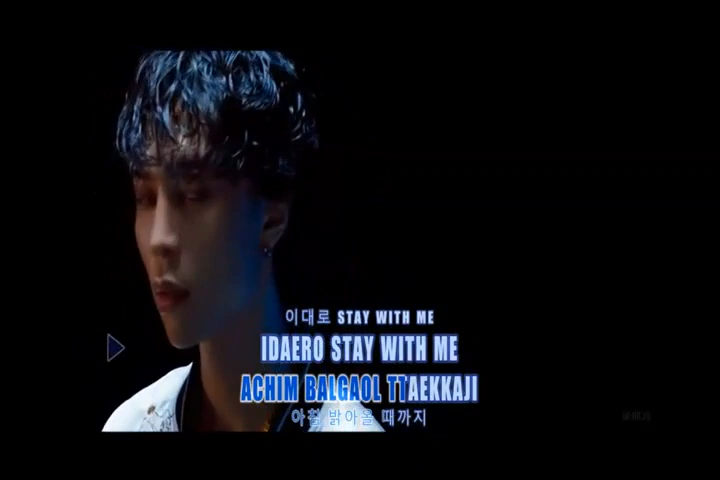 이대로 STAY WITH ME
IDAERO STAY WITH ME
ACHIM BALGAOL TTAEKKAJI
아침 밝아올 때까지